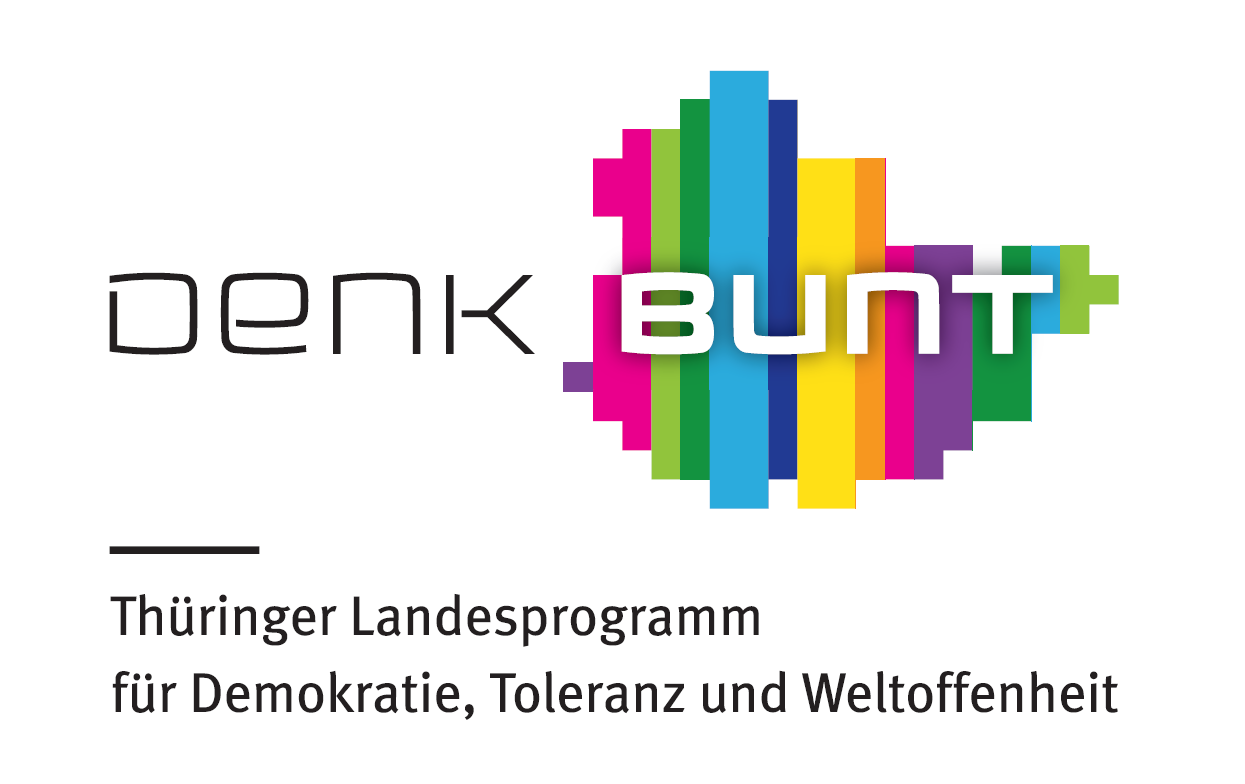 Denk BUNT
Thüringer Landesprogramm
für Demokratie, Toleranz und Weltoffenheit